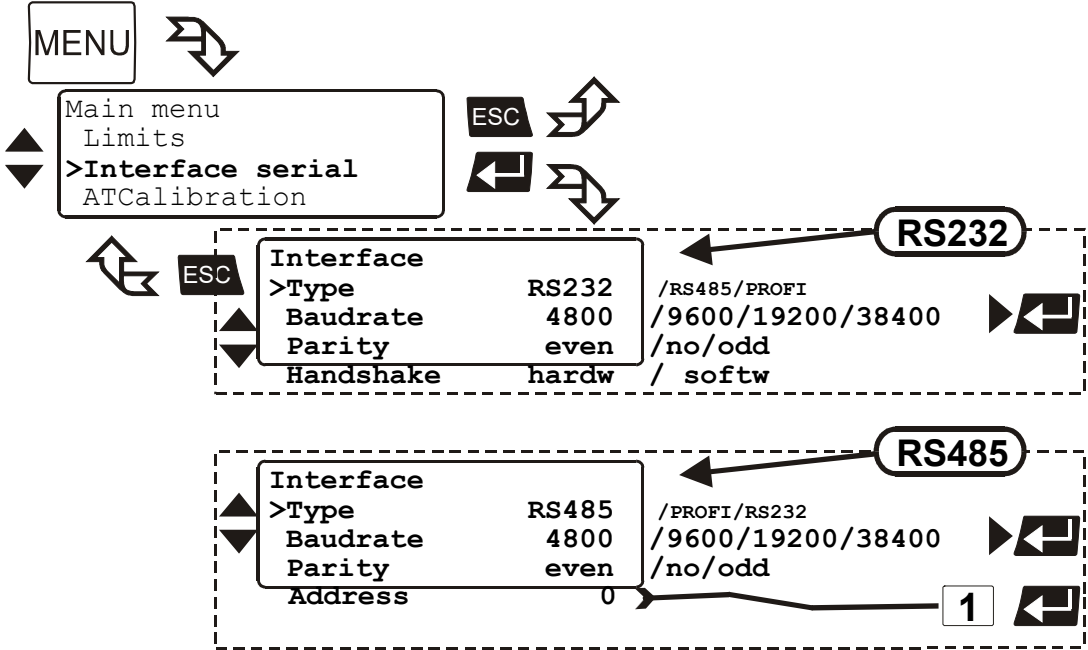 MENU
Main menu
Limits
>Interface serial
ATCalibration
ESC
ESC
RS232
Interface
>Type RS232 /RS485/PROFI
Baudrate 4800 /9600/19200/38400
Parity even /no/odd
Handshake hardw / softw
RS485
Interface
>Type RS485 /PROFI/RS232
Baudrate 4800 /9600/19200/38400
Parity even /no/odd
Address 0 1